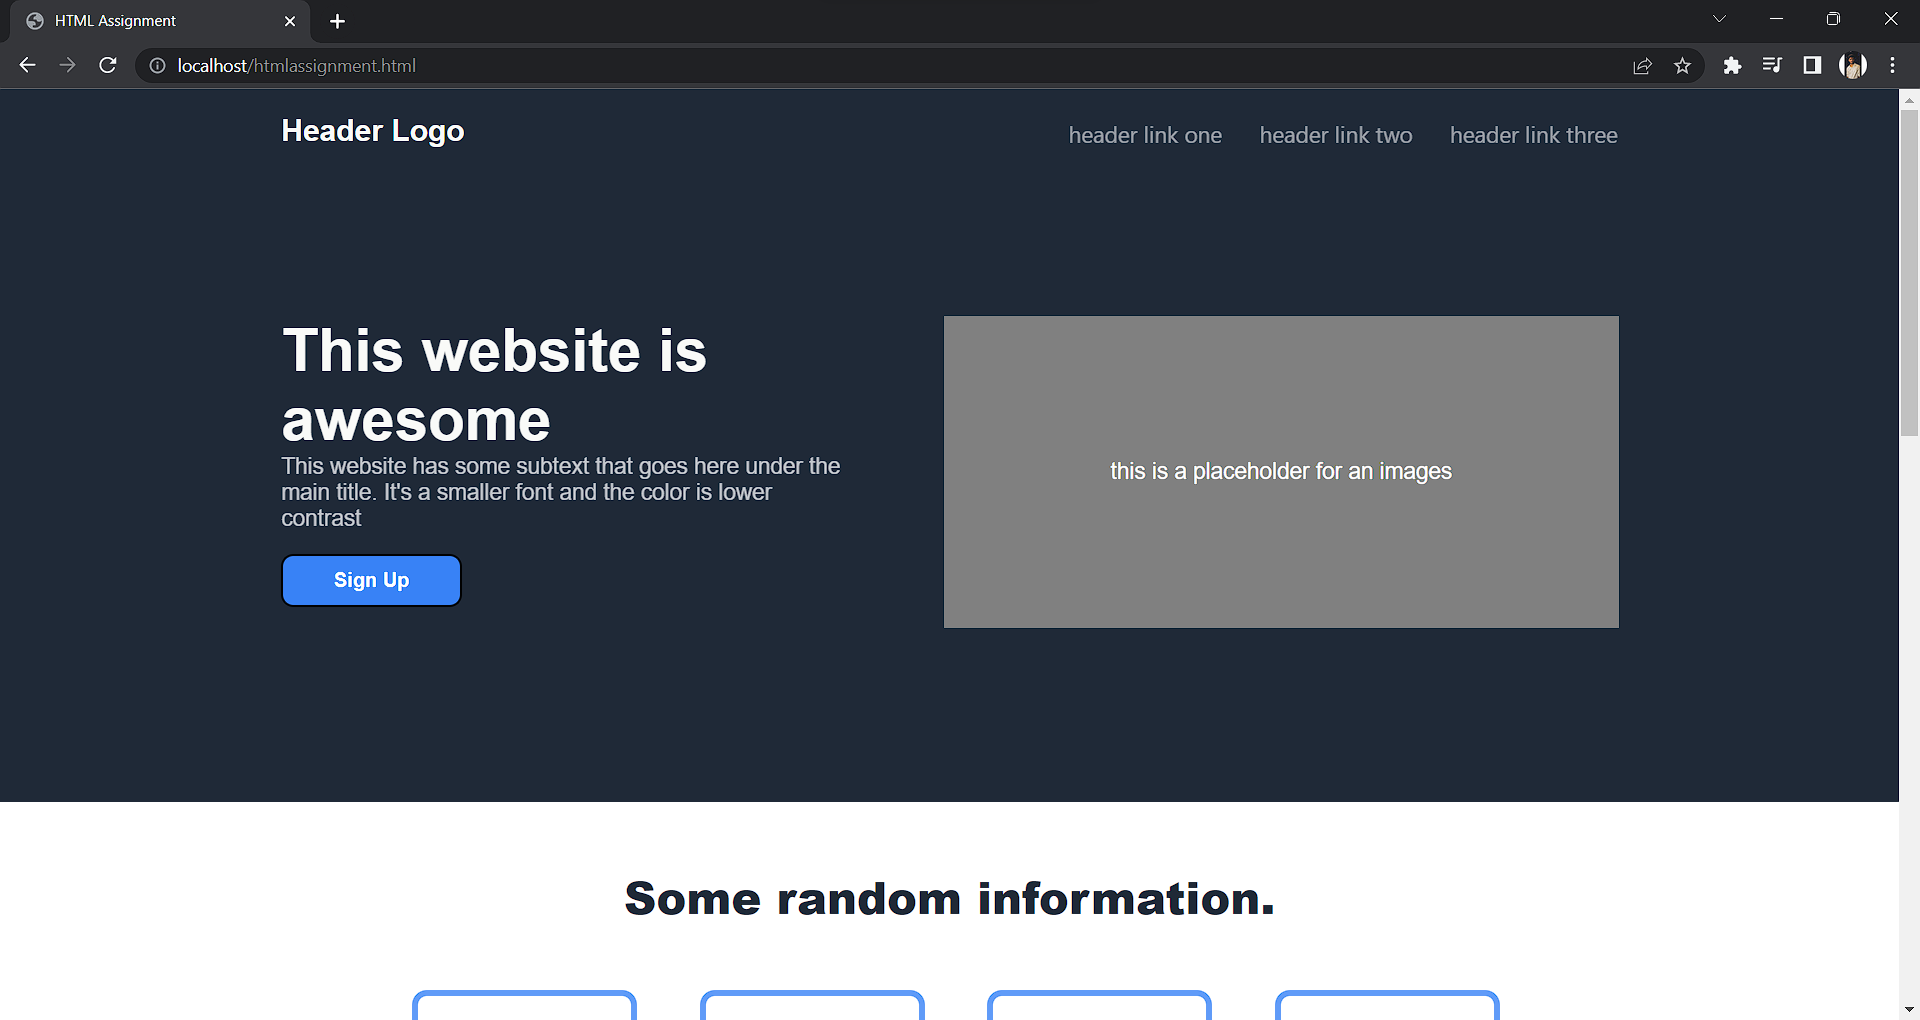 HTML Assignment
localhost/htmlassignment.html
Header Logo
header link one header link two header link three
This website is
awesome
This website has some subtext that goes here under the
main title. It's a smaller font and the color is lower
contrast
Sign Up
this is a placeholder for an images
Some random information.